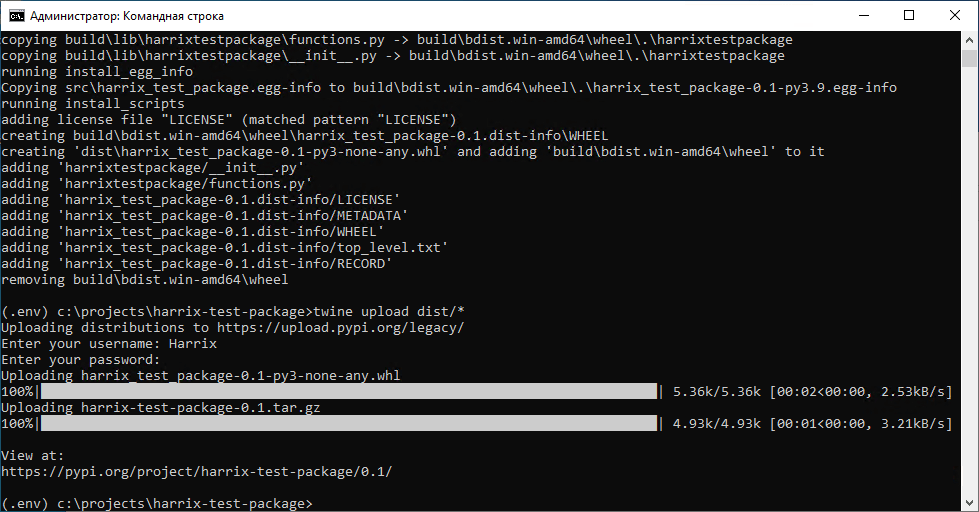 Администратор: Командная строка
copying build\lib\harrixtestpackage\functions.py -> build\bdist.win-amd64\wheel\.\harrixtestpackage
copying build\lib\harrixtestpackage\__init__.py -> build\bdist.win-amd64\wheel\.\harrixtestpackage
running install_egg_info
Copying src\harrix_test_package.egg-info to build\bdist.win-amd64\wheel\.\harrix_test_package-0.1-py3.9.egg-info
running install_scripts
adding license file "LICENSE" (matched pattern "LICENSE")
creating build\bdist.win-amd64\wheel\harrix_test_package-0.1.dist-info\WHEEL
creating 'dist\harrix_test_package-0.1-py3-none-any.whl' and adding 'build\bdist.win-amd64\wheel' to it
adding 'harrixtestpackage/__init__.py'
adding 'harrixtestpackage/functions.py'
adding 'harrix_test_package-0.1.dist-info/LICENSE'
adding 'harrix_test_package-0.1.dist-info/METADATA'
adding 'harrix_test_package-0.1.dist-info/WHEEL'
adding 'harrix_test_package-0.1.dist-info/top_level.txt'
adding 'harrix_test_package-0.1.dist-info/RECORD'
removing build\bdist.win-amd64\wheel
(.env) c:\projects\harrix-test-package>twine upload dist/*
Uploading distributions to https://upload.pypi.org/legacy/
Enter your username: Harrix
Enter your password:
Uploading harrix_test_package-0.1-py3-none-any.whl
100%| | 5.36k/5.36k [00:02<00:00, 2.53kB/s]
Uploading harrix-test-package-0.1.tar.gz
100%| | 4.93k/4.93k [00:01<00:00, 3.21kB/s]
View at:
https://pypi.org/project/harrix-test-package/0.1/
(.env) c:\projects\harrix-test-package>